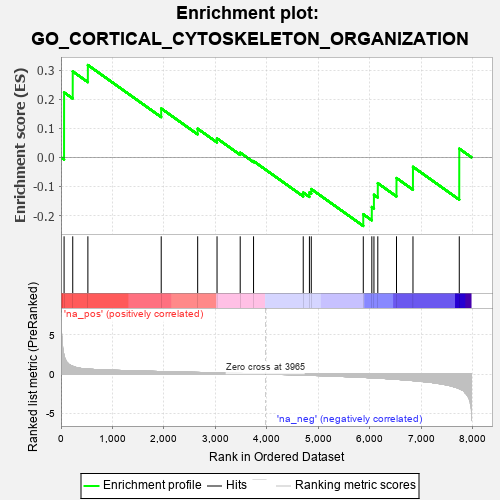 Enrichment plot:
GO_CORTICAL_CYTOSKELETON_ORGANIZATION
Enrichment score (ES)
0.3
0.2
0.1
0.0
-0.1
-0.2
'na_pos' (positively correlated)
Ranked list metric (PreRanked)
5
0
-5
Zero cross at 3965
'na_neg' (negatively correlated)
0
1,000
2,000
3,000
4,000
5,000
6,000
7,000
8,000
Rank in Ordered Dataset
Enrichment profile
Hits
Ranking metric scores